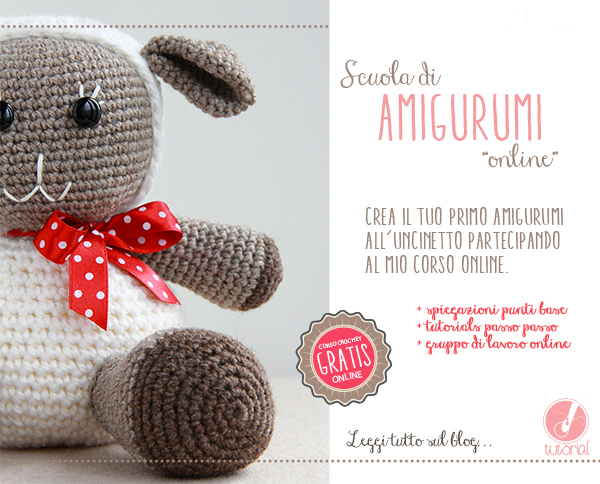 Scuola di
AMIGURUMI
"online"
CREA IL TUO PRIMO AMIGURUMI
ALL'UNCINETTO PARTECIPANDO
AL MIO CORSO ONLINE.
+ spiegazioni punti base
+ tutorials passo passo
+ gruppo di lavoro online
CORSO CROCHET
GRATIS
ONLINE
Leggi tutto sul blog...
tutorial